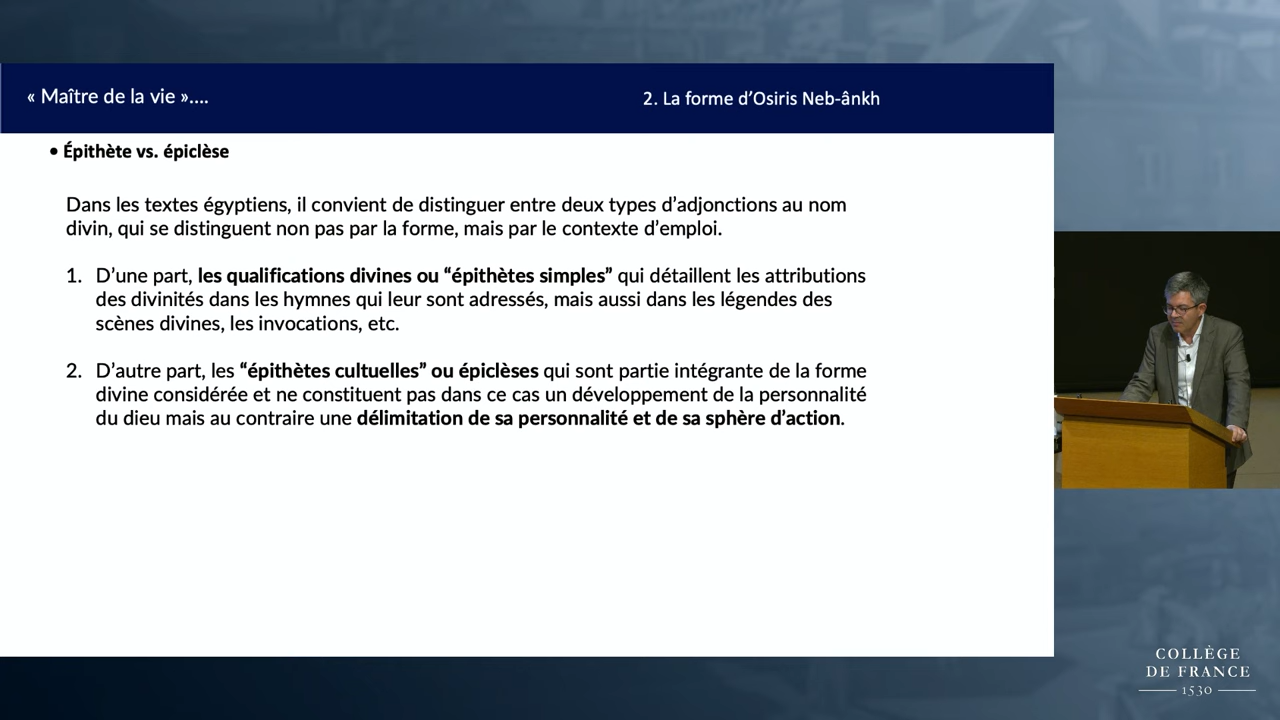 « Maître de la vie »....
2. La forme d’Osiris Neb-ânkh
• Épithète vs. épiclèse
Dans les textes égyptiens, il convient de distinguer entre deux types d’adjonctions au nom
divin, qui se distinguent non pas par la forme, mais par le contexte d’emploi.
1. D’une part, les qualifications divines ou “épithètes simples” qui détaillent les attributions
des divinités dans les hymnes qui leur sont adressés, mais aussi dans les légendes des
scènes divines, les invocations, etc.
2. D’autre part, les “épithètes cultuelles” ou épiclèses qui sont partie intégrante de la forme
divine considérée et ne constituent pas dans ce cas un développement de la personnalité
du dieu mais au contraire une délimitation de sa personnalité et de sa sphère d’action.
COLLÈGE
DE FRANCE
1530